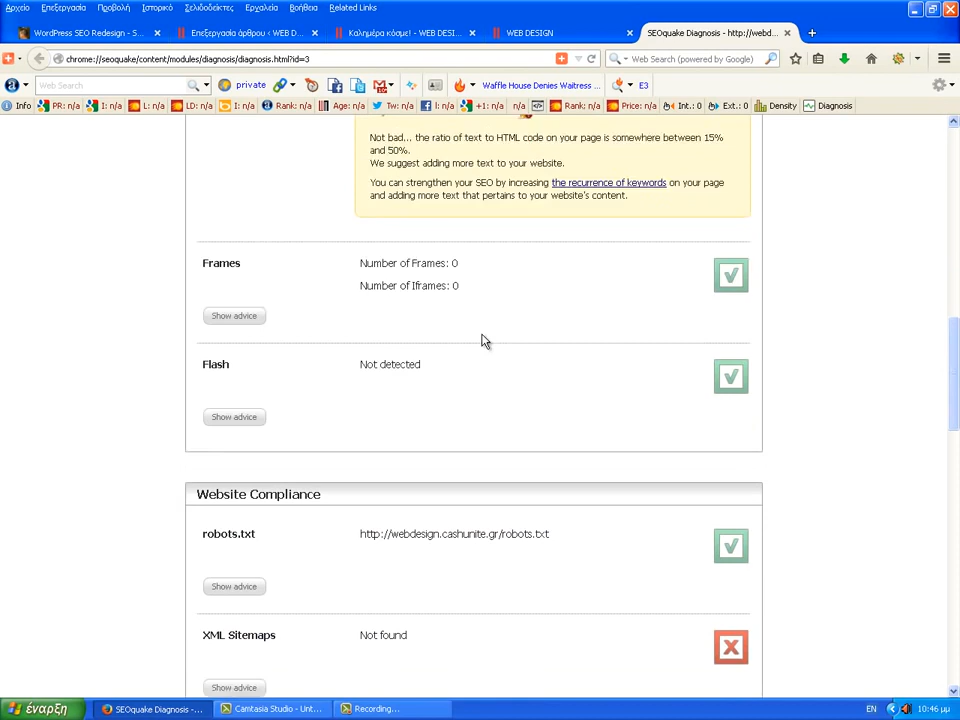 Αρχείο Επεξεργασία Προβολή Ιστορικό Σελιδοδείκτες Εργαλεία Βοήθεια Related Links
WordPress SEO Redesign - S... × Επεξεργασία άρθρου ‹ WEB D... × Καλημέρα κόσμε! - WEB DESI... × WEB DESIGN × SEOquake Diagnosis - http://webd... ×
chrome://seoquake/content/modules/diagnosis/diagnosis.html?id=3 Web Search (powered by Google)
Web Search private Waffle House Denies Waitress ... E3
Info PR: n/a I: n/a L: n/a LD: n/a I: n/a Rank: n/a Age: n/a Tw: n/a l: n/a +1: n/a n/a Rank: n/a Price: n/a Int.: 0 Ext.: 0 Density Diagnosis
Not bad... the ratio of text to HTML code on your page is somewhere between 15%
and 50%.
We suggest adding more text to your website.
You can strengthen your SEO by increasing the recurrence of keywords on your page
and adding more text that pertains to your website's content.
Frames Number of Frames: 0
Number of Iframes: 0
Show advice
Flash Not detected
Show advice
Website Compliance
robots.txt http://webdesign.cashunite.gr/robots.txt
Show advice
XML Sitemaps Not found
Show advice
έναρξη SEOquake Diagnosis -... Camtasia Studio - Unt... Recording... EN 10:46 μμ